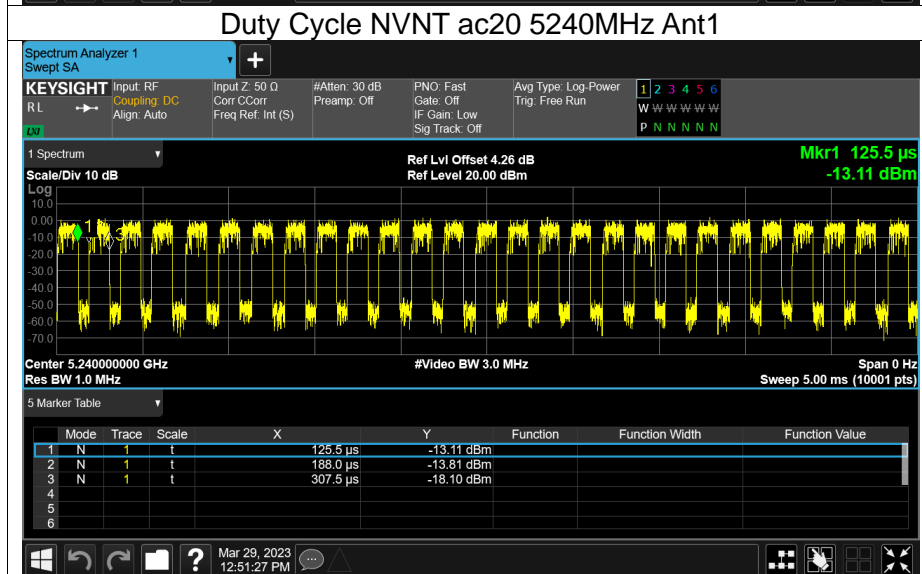 Duty Cycle NVNT ac20 5240MHz Ant1
Spectrum Analyzer 1
Swept SA
+
KEYSIGHT
R L
LXI
Input: RF
Coupling: DC
Align: Auto
Input Z: 50 Ω
Corr CCorr
Freq Ref: Int (S)
#Atten: 30 dB
Preamp: Off
PNO: Fast
Gate: Off
IF Gain: Low
Sig Track: Off
Avg Type: Log-Power
Trig: Free Run
1 2 3 4 5 6
W W W W W W
P N N N N N
1 Spectrum
Scale/Div 10 dB
Ref Lvl Offset 4.26 dB
Ref Level 20.00 dBm
Mkr1 125.5 µs
-13.11 dBm
Log
10.0
0.00
-10.0
-20.0
-30.0
-40.0
-50.0
-60.0
-70.0
1
3
Center 5.240000000 GHz
Res BW 1.0 MHz
#Video BW 3.0 MHz
Span 0 Hz
Sweep 5.00 ms (10001 pts)
5 Marker Table
Mode Trace Scale X Y Function Function Width Function Value
1 N 1 t 125.5 µs -13.11 dBm
2 N 1 t 188.0 µs -13.81 dBm
3 N 1 t 307.5 µs -18.10 dBm
4
5
6
?
Mar 29, 2023
12:51:27 PM